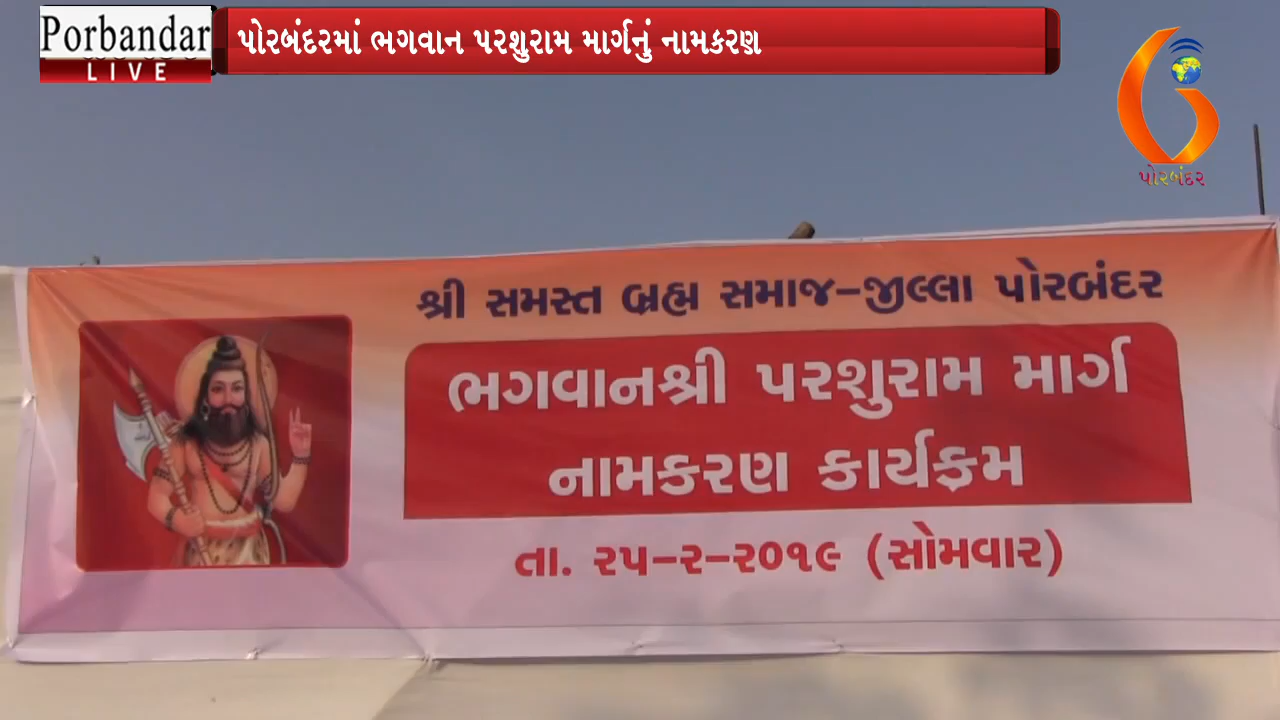 Porbandar
LIVE
પોરબંદરમાં ભગવાન પરશુરામ માર્ગનું નામકરણ
પોરબંદર
શ્રી સમસ્ત બ્રહ્મ સમાજ-જીલ્લા પોરબંદર
ભગવાનશ્રી પરશુરામ માર્ગ
નામકરણ કાર્યક્રમ
તા. ૨૫-૨-૨૦૧૯ (સોમવાર)